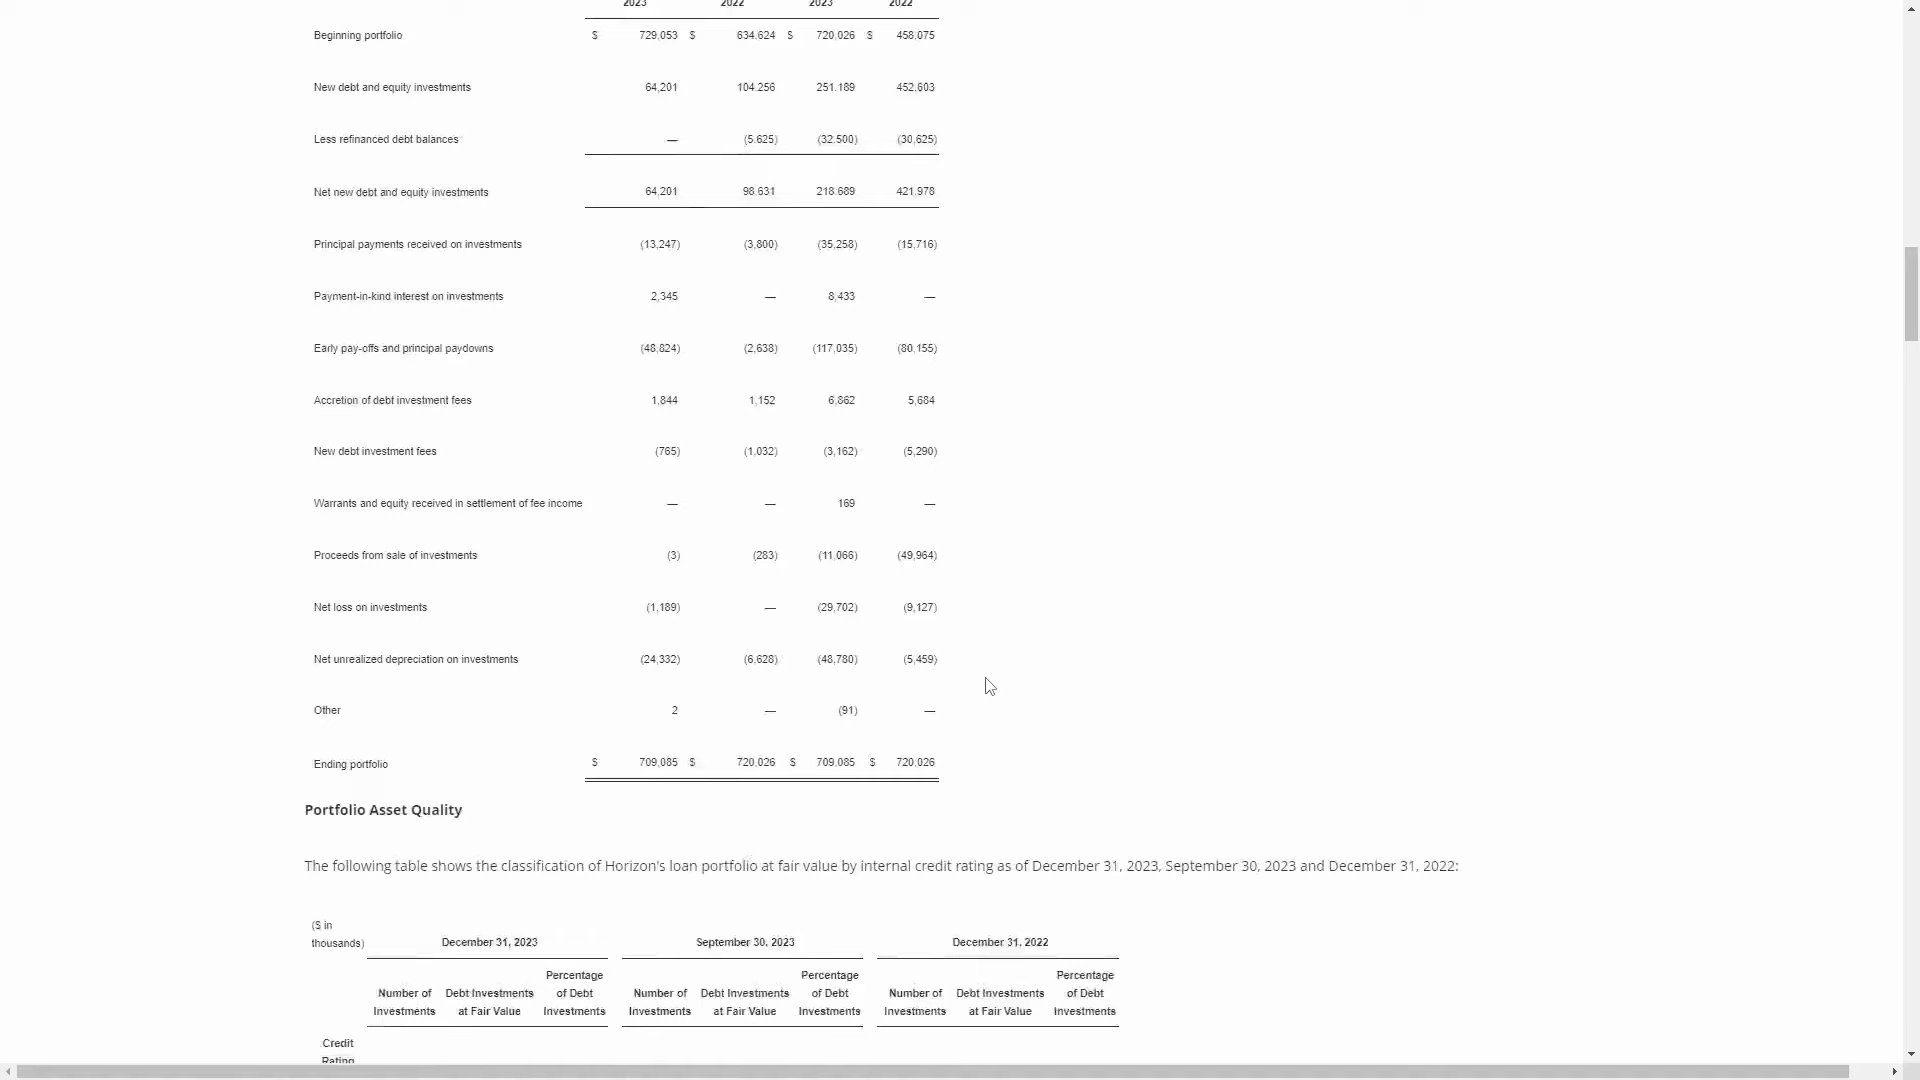 2023 2022 2023 2022
Beginning portfolio $ 729,053 $ 634,624 $ 720,026 $ 458,075
New debt and equity investments 64,201 104,256 251,189 452,603
Less refinanced debt balances — (5,625) (32,500) (30,625)
Net new debt and equity investments 64,201 98,631 218,689 421,978
Principal payments received on investments (13,247) (3,800) (35,258) (15,716)
Payment-in-kind interest on investments 2,345 — 8,433 —
Early pay-offs and principal paydowns (48,824) (2,638) (117,035) (80,155)
Accretion of debt investment fees 1,844 1,152 6,862 5,684
New debt investment fees (765) (1,032) (3,162) (5,290)
Warrants and equity received in settlement of fee income — — 169 —
Proceeds from sale of investments (3) (283) (11,066) (49,964)
Net loss on investments (1,189) — (29,702) (9,127)
Net unrealized depreciation on investments (24,332) (6,628) (48,780) (5,459)
Other 2 — (91) —
Ending portfolio $ 709,085 $ 720,026 $ 709,085 $ 720,026
Portfolio Asset Quality
The following table shows the classification of Horizon's loan portfolio at fair value by internal credit rating as of December 31, 2023, September 30, 2023 and December 31, 2022:
($ in
thousands) December 31, 2023 September 30, 2023 December 31, 2022
Percentage Percentage Percentage
Number of Debt Investments of Debt Number of Debt Investments of Debt Number of Debt Investments of Debt
Investments at Fair Value Investments Investments at Fair Value Investments Investments at Fair Value Investments
Credit
Rating